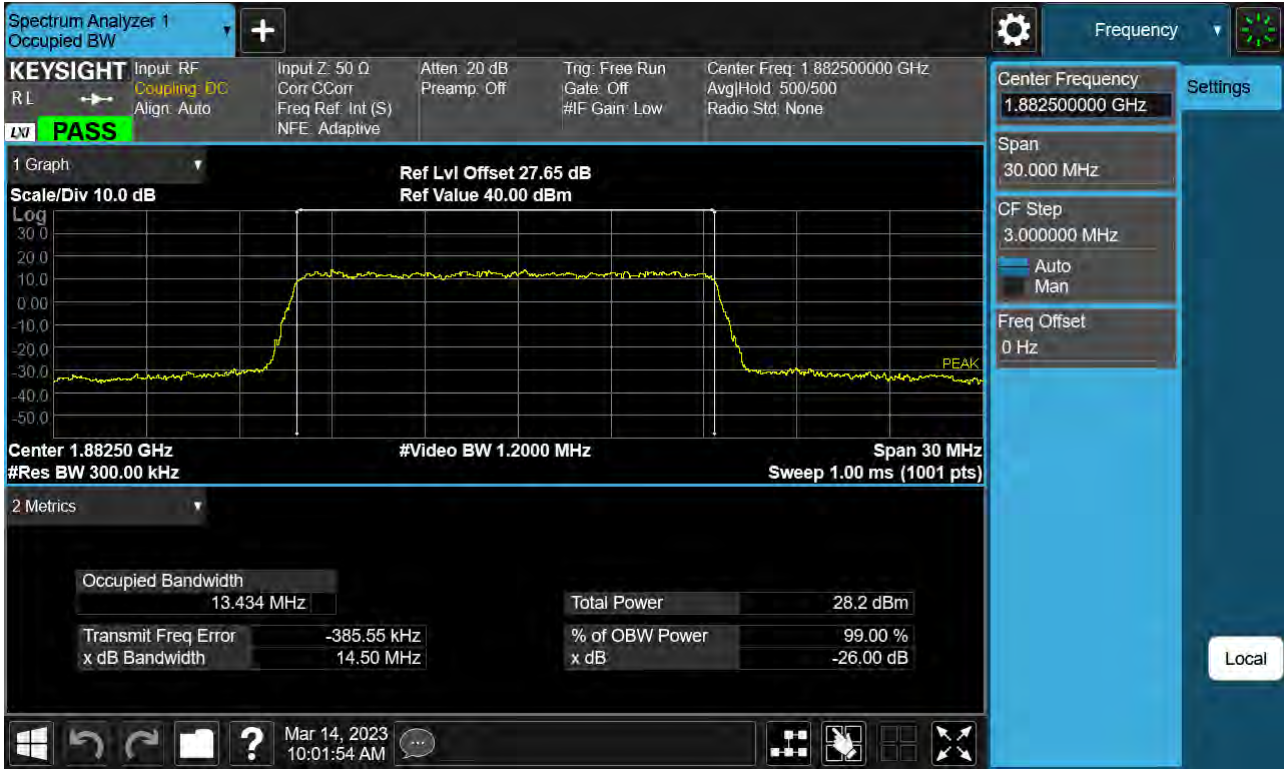 Spectrum Analyzer 1
Occupied BW
Frequency
KEYSIGHT
R L
LXI
PASS
Input: RF
Coupling: DC
Align: Auto
Input Z: 50 Ω
Corr CCorr
Freq Ref: Int (S)
NFE: Adaptive
Atten: 20 dB
Preamp: Off
Trig: Free Run
Gate: Off
#IF Gain: Low
Center Freq: 1.882500000 GHz
Avg|Hold: 500/500
Radio Std: None
1 Graph
Scale/Div 10.0 dB
Ref Lvl Offset 27.65 dB
Ref Value 40.00 dBm
Log
30.0
20.0
10.0
0.00
-10.0
-20.0
-30.0
-40.0
-50.0
PEAK
Center 1.88250 GHz
#Video BW 1.2000 MHz
Span 30 MHz
#Res BW 300.00 kHz
Sweep 1.00 ms (1001 pts)
2 Metrics
Occupied Bandwidth
13.434 MHz
Total Power 28.2 dBm
Transmit Freq Error -385.55 kHz
% of OBW Power 99.00 %
x dB Bandwidth 14.50 MHz
x dB -26.00 dB
Center Frequency
1.882500000 GHz
Settings
Span
30.000 MHz
CF Step
3.000000 MHz
Auto
Man
Freq Offset
0 Hz
Local
?
Mar 14, 2023
10:01:54 AM